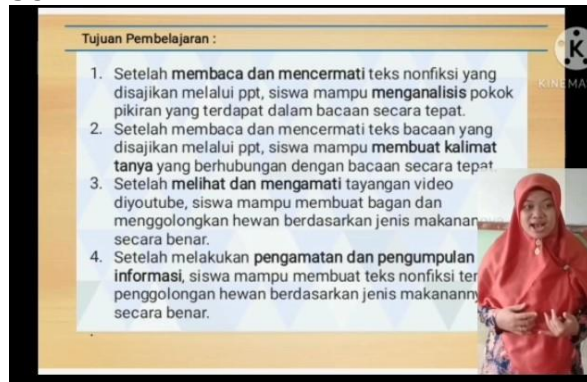 Tujuan Pembelajaran :
1. Setelah membaca dan mencermati teks nonfiksi yang
disajikan melalui ppt, siswa mampu menganalisis pokok
pikiran yang terdapat dalam bacaan secara tepat.
2. Setelah membaca dan mencermati teks bacaan yang
disajikan melalui ppt, siswa mampu membuat kalimat
tanya yang berhubungan dengan bacaan secara tepat.
3. Setelah melihat dan mengamati tayangan video
diyoutube, siswa mampu membuat bagan dan
menggolongkan hewan berdasarkan jenis makanannya
secara benar.
4. Setelah melakukan pengamatan dan pengumpulan
informasi, siswa mampu membuat teks nonfiksi
penggolongan hewan berdasarkan jenis makanann
secara benar.
K
KINEMA